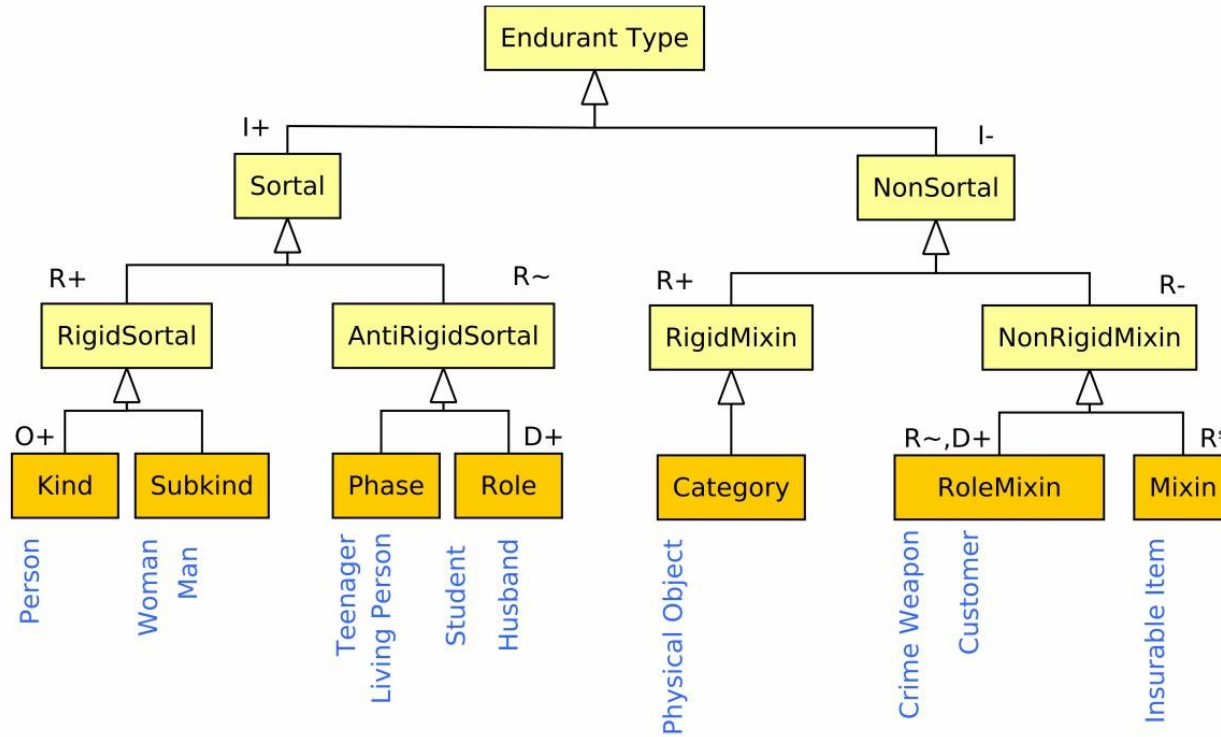 Endurant Type
I+
I-
Sortal
NonSortal
R+
R~
R+
R-
RigidSortal
AntiRigidSortal
RigidMixin
NonRigidMixin
O+
D+
R~,D+
Kind
Subkind
Phase
Role
Category
RoleMixin
Mixin
Person
Woman
Man
Teenager
Living Person
Student
Husband
Physical Object
Crime Weapon
Customer
Insurable Item